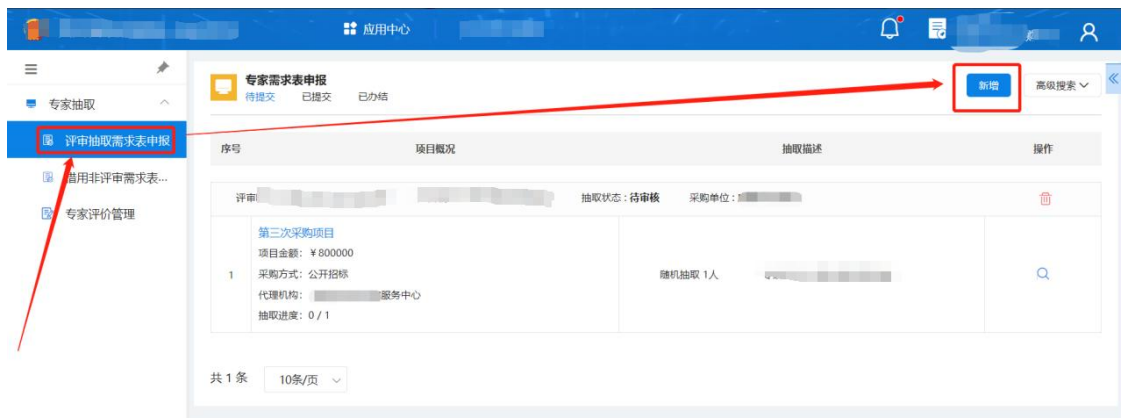 应用中心
专家抽取
评审抽取需求表申报
借用非评审需求表...
专家评价管理
专家需求表申报
待提交 已提交 已办结
新增 高级搜索
序号 项目概况 抽取描述 操作
评审 抽取状态：待审核 采购单位：
第三次采购项目
项目金额：￥800000
1 采购方式：公开招标 随机抽取 1人
代理机构： 服务中心
抽取进度：0 / 1
共 1 条 10条/页